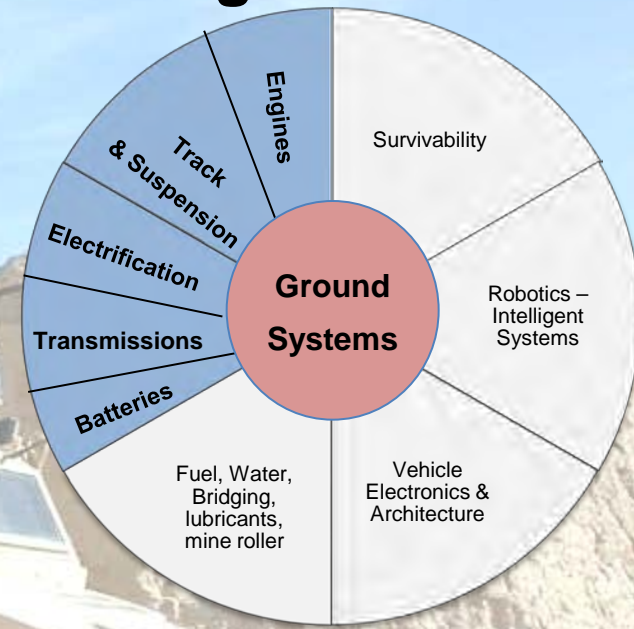 Engines
Track
& Suspension
Electrification
Transmissions
Batteries
Ground
Systems
Survivability
Robotics –
Intelligent
Systems
Vehicle
Electronics &
Architecture
Fuel, Water,
Bridging,
lubricants,
mine roller